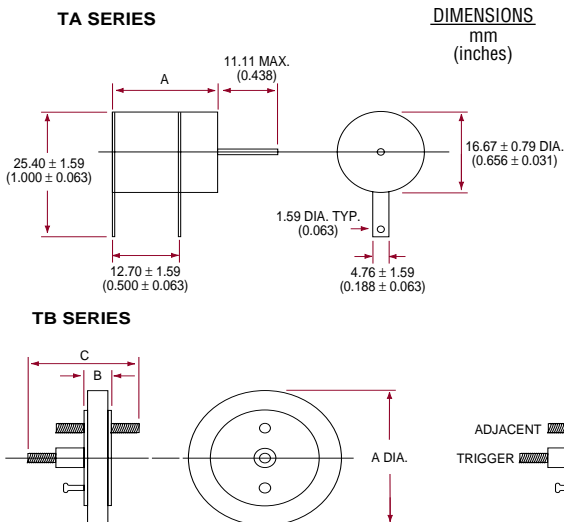 TA SERIES
DIMENSIONS
mm
(inches)
A
11.11 MAX.
(0.438)
25.40 ± 1.59
(1.000 ± 0.063)
16.67 ± 0.79 DIA.
(0.656 ± 0.031)
1.59 DIA. TYP.
(0.063)
12.70 ± 1.59
(0.500 ± 0.063)
4.76 ± 1.59
(0.188 ± 0.063)
TB SERIES
C
B
A DIA.
ADJACENT
TRIGGER